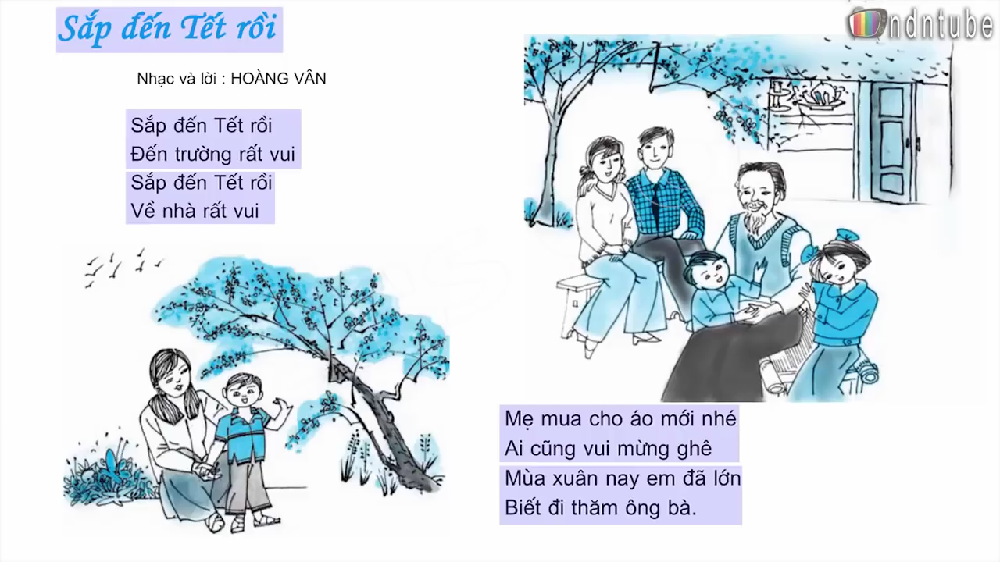 Sắp đến Tết rồi
ndntube
Nhạc và lời : HOÀNG VÂN
Sắp đến Tết rồi
Đến trường rất vui
Sắp đến Tết rồi
Về nhà rất vui
Mẹ mua cho áo mới nhé
Ai cũng vui mừng ghê
Mùa xuân nay em đã lớn
Biết đi thăm ông bà.